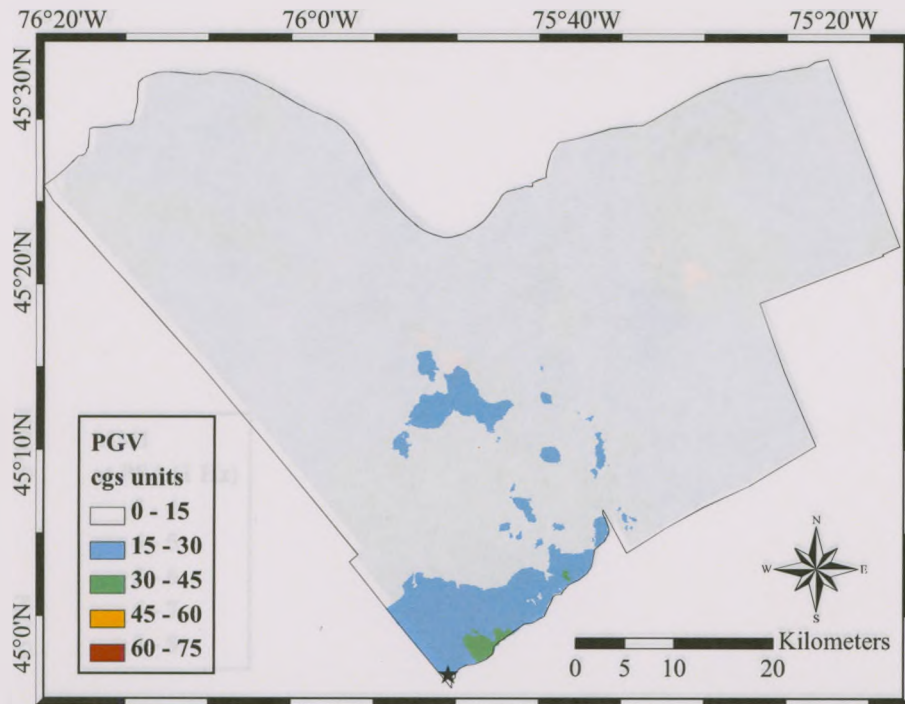 76°20'W 76°0'W 75°40'W 75°20'W
45°30'N
45°20'N
45°10'N
45°0'N
PGV
cgs units
0 - 15
15 - 30
30 - 45
45 - 60
60 - 75
N
W E
S
Kilometers
0 5 10 20